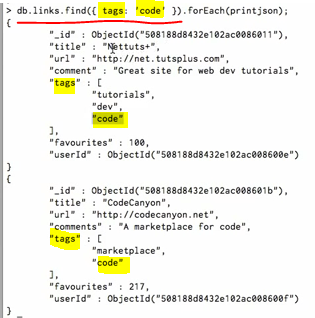 > db.links.find({ tags: 'code' }).forEach(printjson);
{
"_id" : ObjectId("508188d8432e102ac0086011"),
"title" : "Nettuts+",
"url" : "http://net.tutsplus.com",
"comment" : "Great site for web dev tutorials",
"tags" : [
"tutorials",
"dev",
"code"
],
"favourites" : 100,
"userId" : ObjectId("508188d8432e102ac008600e")
}
{
"_id" : ObjectId("508188d8432e102ac008601b"),
"title" : "CodeCanyon",
"url" : "http://codecanyon.net",
"comments" : "A marketplace for code",
"tags" : [
"marketplace",
"code"
],
"favourites" : 217,
"userId" : ObjectId("508188d8432e102ac008600f")
}